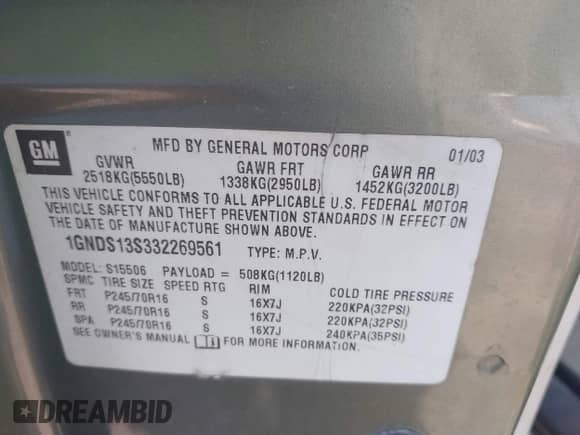 GM
®
MFD BY GENERAL MOTORS CORP 01/03
GVWR GAWR FRT GAWR RR
2518KG(5550LB) 1338KG(2950LB) 1452KG(3200LB)
THIS VEHICLE CONFORMS TO ALL APPLICABLE U.S. FEDERAL MOTOR
VEHICLE SAFETY AND THEFT PREVENTION STANDARDS IN EFFECT ON
THE DATE OF MANUFACTURE SHOWN ABOVE.
1GNDS13S332269561 TYPE: M.P.V.
MODEL: S15506 PAYLOAD = 508KG(1120LB)
SPMC TIRE SIZE SPEED RTG RIM COLD TIRE PRESSURE
FRT P245/70R16 S 16X7J 220KPA(32PSI)
RR P245/70R16 S 16X7J 220KPA(32PSI)
SPA P245/70R16 S 16X7J 240KPA(35PSI)
SEE OWNER'S MANUAL FOR MORE INFORMATION.
DREAMBID